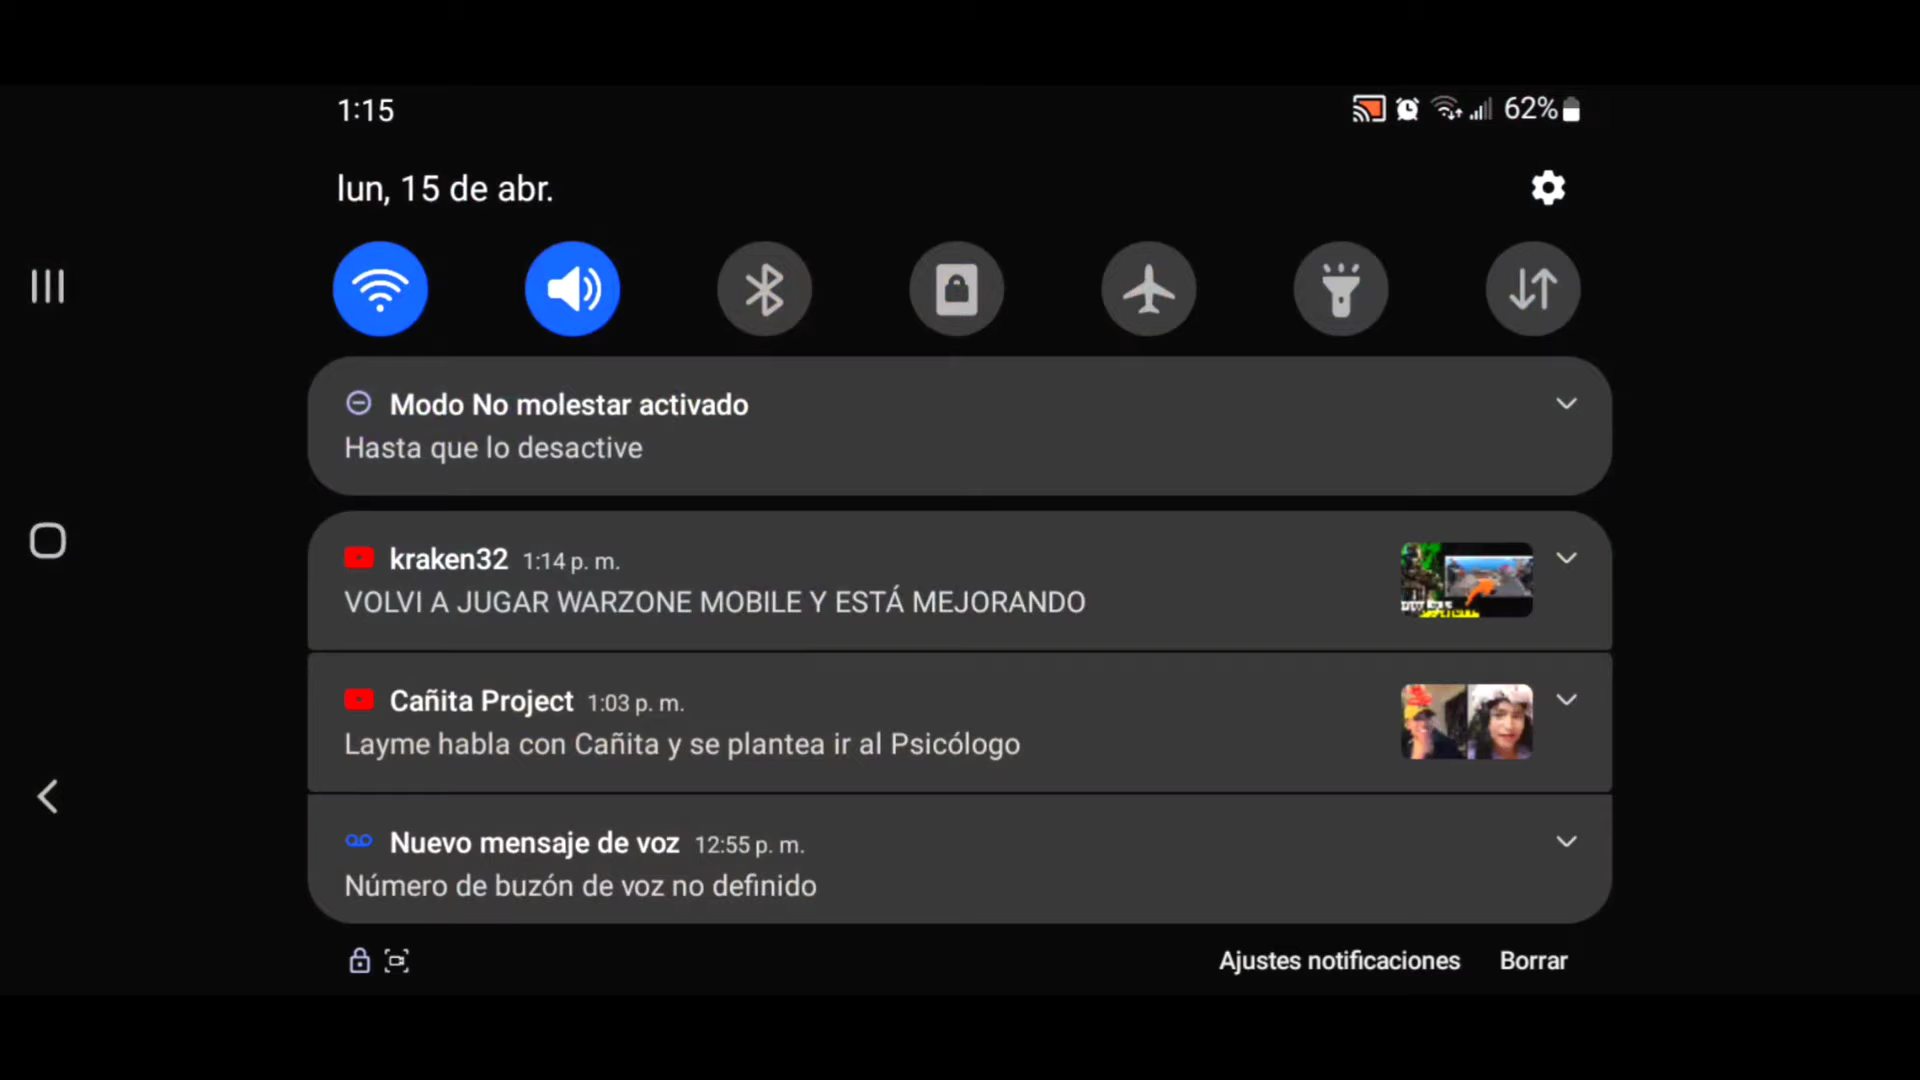 1:15
62%
lun, 15 de abr.
Modo No molestar activado
Hasta que lo desactive
kraken32 1:14 p. m.
VOLVI A JUGAR WARZONE MOBILE Y ESTÁ MEJORANDO
Cañita Project 1:03 p. m.
Layme habla con Cañita y se plantea ir al Psicólogo
Nuevo mensaje de voz 12:55 p. m.
Número de buzón de voz no definido
Ajustes notificaciones Borrar